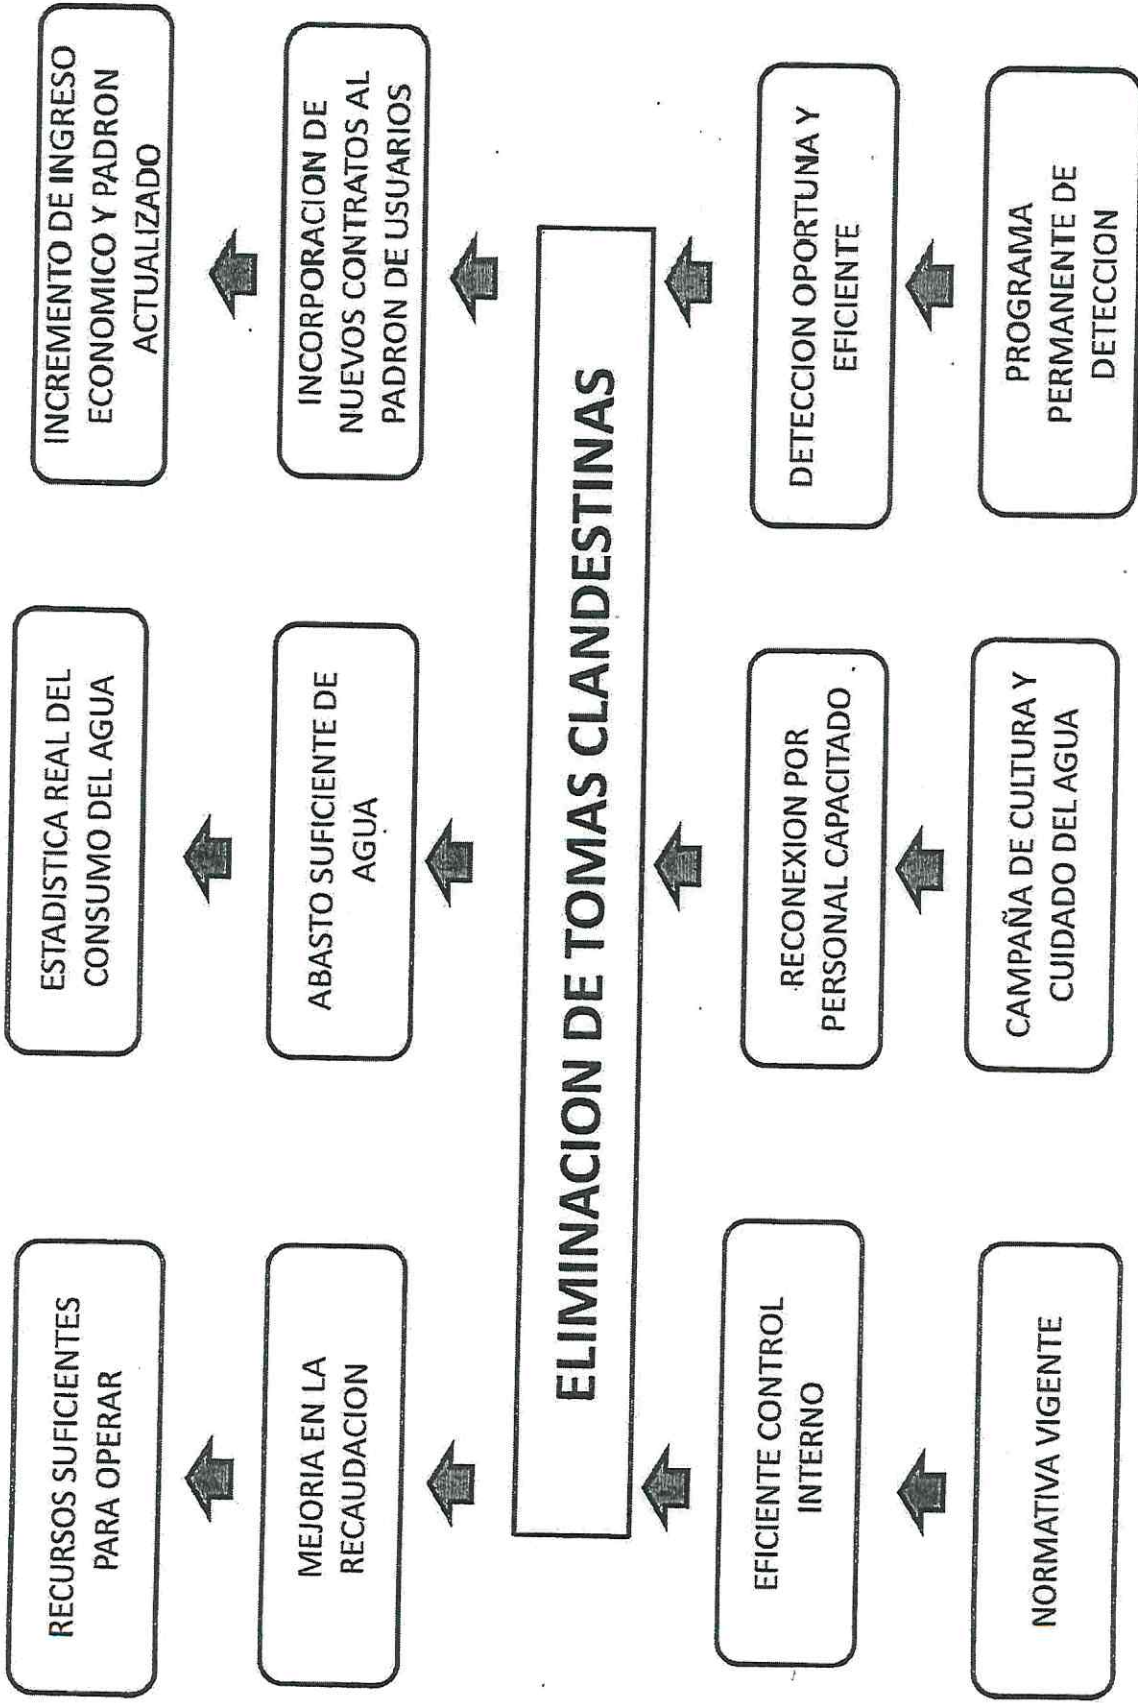 RECURSOS SUFICIENTES
PARA OPERAR
ESTADISTICA REAL DEL
CONSUMO DEL AGUA
INCREMENTO DE INGRESO
ECONOMICO Y PADRON
ACTUALIZADO
MEJORIA EN LA
RECAUDACION
ABASTO SUFICIENTE DE
AGUA
INCORPORACION DE
NUEVOS CONTRATOS AL
PADRON DE USUARIOS
ELIMINACION DE TOMAS CLANDESTINAS
EFICIENTE CONTROL
INTERNO
RECONEXION POR
PERSONAL CAPACITADO
DETECCION OPORTUNA Y
EFICIENTE
NORMATIVA VIGENTE
CAMPAÑA DE CULTURA Y
CUIDADO DEL AGUA
PROGRAMA
PERMANENTE DE
DETECCION